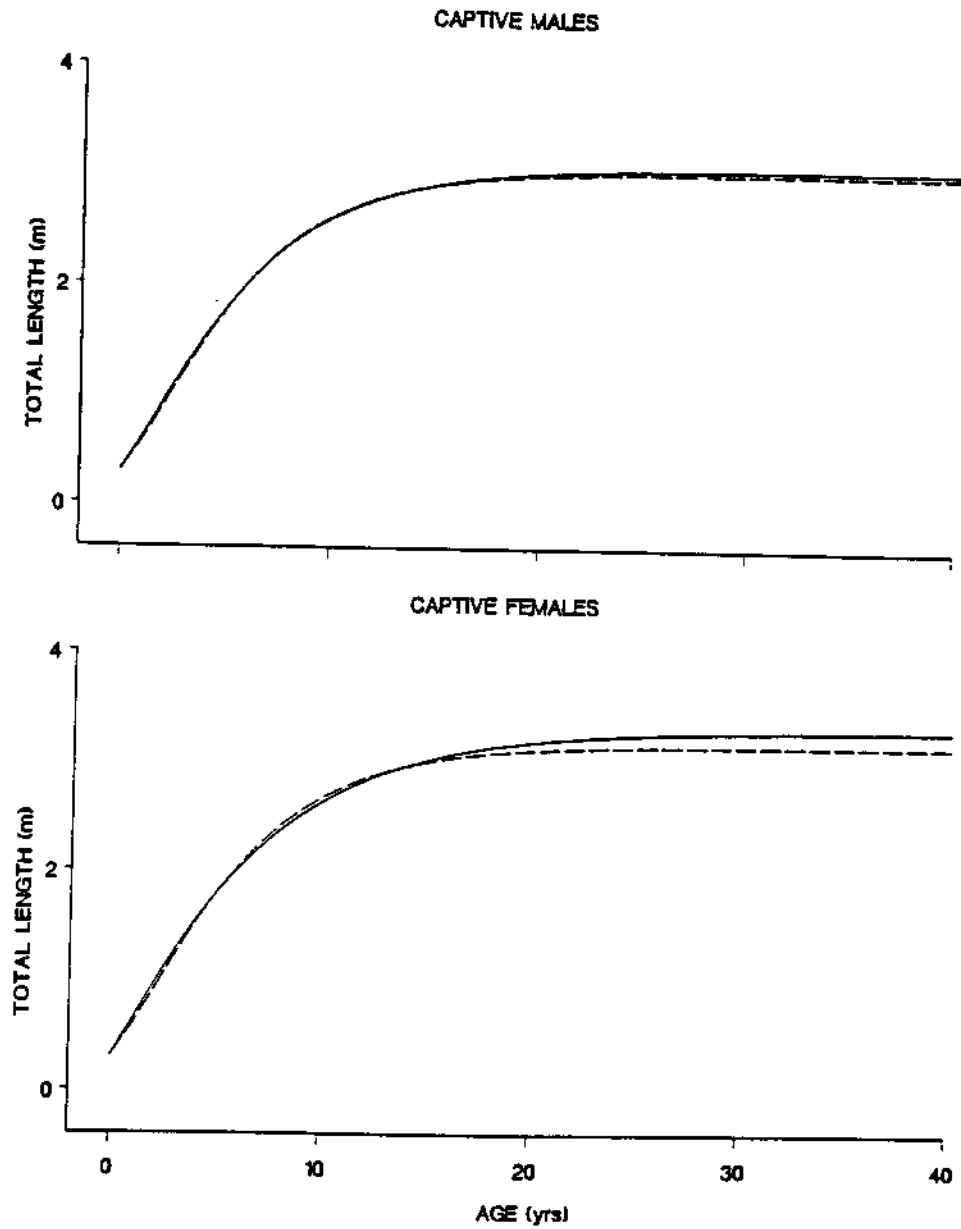 CAPTIVE MALES
4
2
0
TOTAL LENGTH (m)
CAPTIVE FEMALES
4
2
0
TOTAL LENGTH (m)
0 10 20 30 40
AGE (yrs)